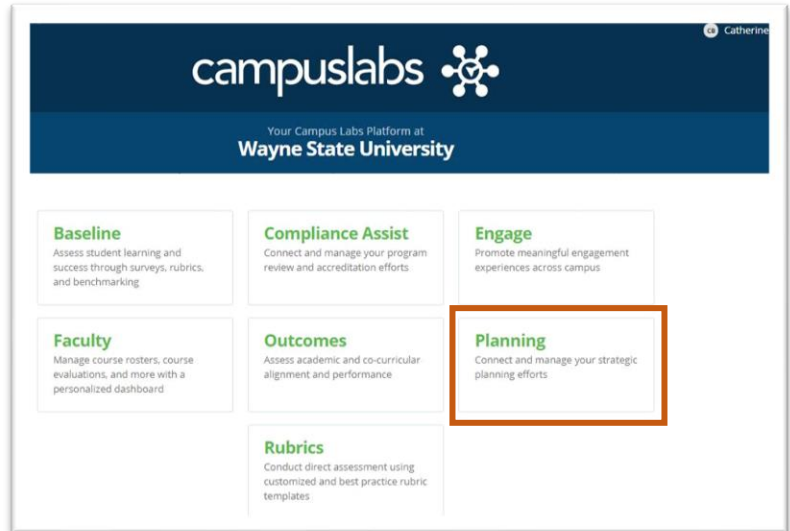 CB Catherine
campuslabs
Your Campus Labs Platform at
Wayne State University
Baseline
Assess student learning and
success through surveys, rubrics,
and benchmarking
Compliance Assist
Connect and manage your program
review and accreditation efforts
Engage
Promote meaningful engagement
experiences across campus
Faculty
Manage course rosters, course
evaluations, and more with a
personalized dashboard
Outcomes
Assess academic and co-curricular
alignment and performance
Planning
Connect and manage your strategic
planning efforts
Rubrics
Conduct direct assessment using
customized and best practice rubric
templates